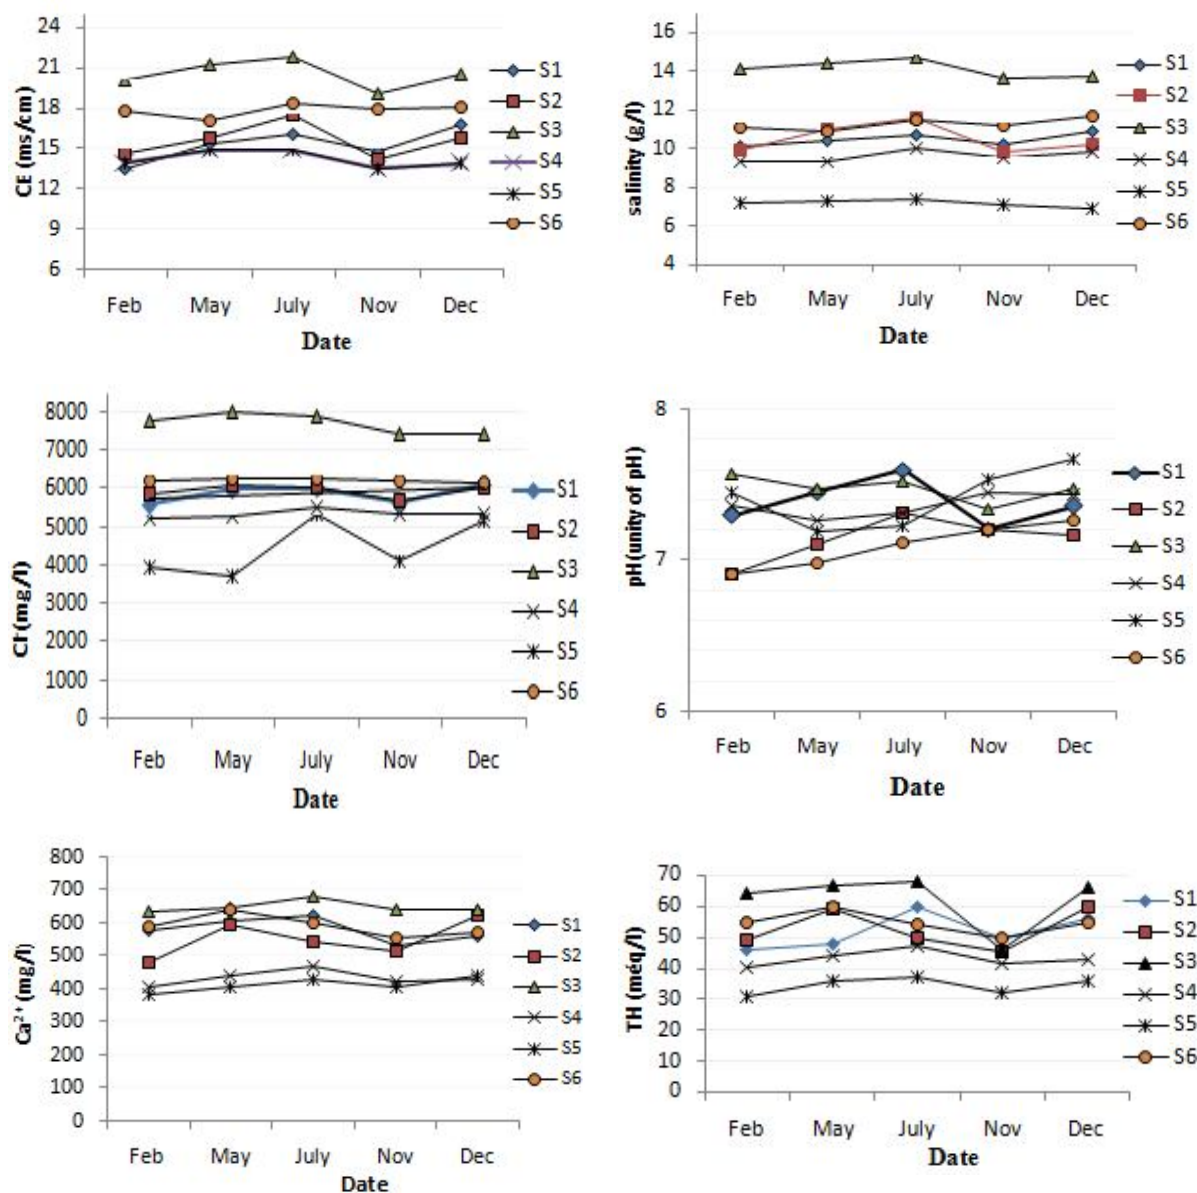 24
21
18
15
12
9
6
CE (ms/cm)
Feb May July Nov Dec
Date
S1
S2
S3
S4
S5
S6
16
14
12
10
8
6
4
salinity (g/l)
Feb May July Nov Dec
Date
S1
S2
S3
S4
S5
S6
8000
7000
6000
5000
4000
3000
2000
1000
0
Cl-(mg/l)
Feb May July Nov Dec
Date
S1
S2
S3
S4
S5
S6
8
7
6
pH(unity of pH)
Feb May July Nov Dec
Date
S1
S2
S3
S4
S5
S6
800
700
600
500
400
300
200
100
0
Ca²⁺ (mg/l)
Feb May July Nov Dec
Date
S1
S2
S3
S4
S5
S6
70
60
50
40
30
20
10
0
TH (méq/l)
Feb May July Nov Dec
Date
S1
S2
S3
S4
S5
S6